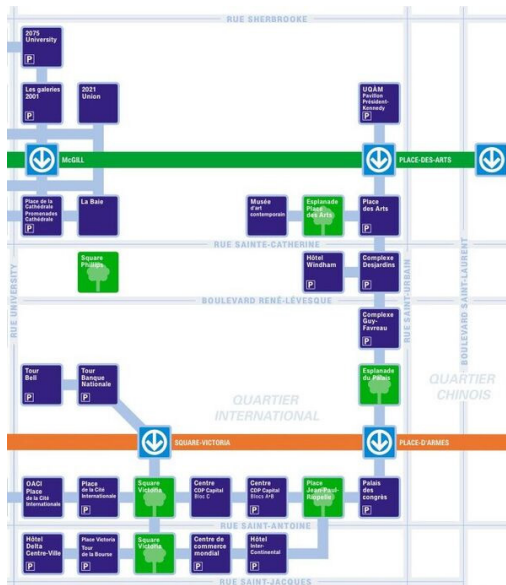 RUE SHERBROOKE
2075
University
P
Les galeries
2001
P
2021
Union
UQÀM
Pavillon
Président-
Kennedy
P
McGILL
PLACE-DES-ARTS
Place de la
Cathédrale
Promenades
Cathédrale
P
La Baie
Musée
d'art
contemporain
Esplanade
Place
des Arts
Place
des Arts
P
RUE SAINTE-CATHERINE
Square
Phillips
Hôtel
Windham
Complexe
Desjardins
P
RUE UNIVERSITY
BOULEVARD RENÉ-LÉVESQUE
RUE SAINT-URBAIN
BOULEVARD SAINT-LAURENT
Complexe
Guy-
Favreau
P
Tour
Bell
P
Tour
Banque
Nationale
P
Esplanade
du Palais
QUARTIER
INTERNATIONAL
QUARTIER
CHINOIS
SQUARE-VICTORIA
PLACE-D'ARMES
OACI
Place
de la Cité
Internationale
Place
de la Cité
Internationale
P
Square
Victoria
Centre
CDP Capital
Bloc C
Centre
CDP Capital
Blocs A+B
P
Place
Jean-Paul-
Riopelle
P
Palais
des
congrès
RUE SAINT-ANTOINE
Hôtel
Delta
Centre-Ville
P
Place Victoria
Tour
de la Bourse
P
Square
Victoria
Centre de
commerce
mondial
P
Hôtel
Inter-
Continental
P
RUE SAINT-JACQUES